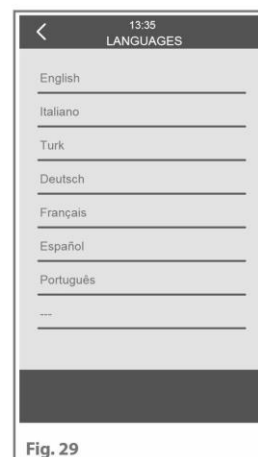 13:35
LANGUAGES
English
Italiano
Turk
Deutsch
Français
Español
Português
---
Fig. 29